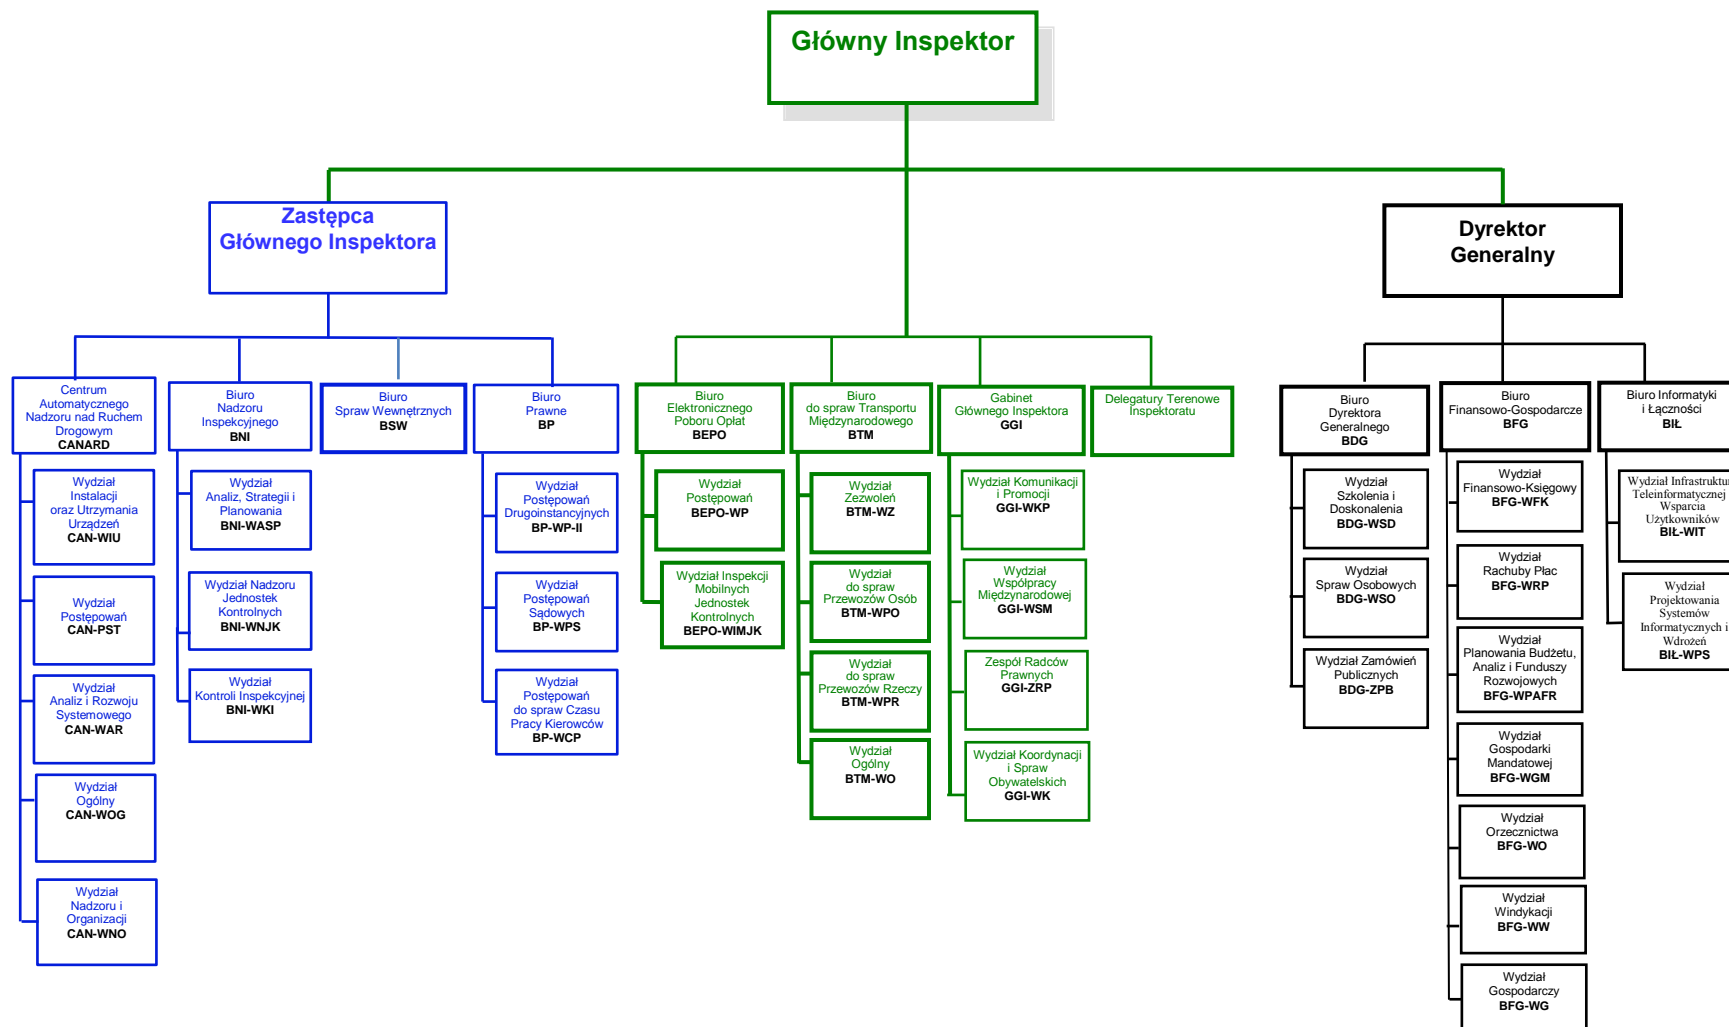 Główny Inspektor
Zastępca
Głównego Inspektora
Dyrektor
Generalny
Centrum
Automatycznego
Nadzoru nad Ruchem
Drogowym
CANARD
Wydział
Instalacji
oraz Utrzymania
Urządzeń
CAN-WIU
Wydział
Postępowań
CAN-PST
Wydział
Analiz i Rozwoju
Systemowego
CAN-WAR
Wydział
Ogólny
CAN-WOG
Wydział
Nadzoru i
Organizacji
CAN-WNO
Biuro
Nadzoru
Inspekcyjnego
BNI
Wydział
Analiz, Strategii i
Planowania
BNI-WASP
Wydział Nadzoru
Jednostek
Kontrolnych
BNI-WNJK
Wydział
Kontroli Inspekcyjnej
BNI-WKI
Biuro
Spraw Wewnętrznych
BSW
Biuro
Prawne
BP
Wydział
Postępowań
Drugoinstancyjnych
BP-WP-II
Wydział
Postępowań
Sądowych
BP-WPS
Wydział
Postępowań
do spraw Czasu
Pracy Kierowców
BP-WCP
Biuro
Elektronicznego
Poboru Opłat
BEPO
Wydział
Postępowań
BEPO-WP
Wydział Inspekcji
Mobilnych
Jednostek
Kontrolnych
BEPO-WIMJK
Biuro
do spraw Transportu
Międzynarodowego
BTM
Wydział
Zezwoleń
BTM-WZ
Wydział
do spraw
Przewozów Osób
BTM-WPO
Wydział
do spraw
Przewozów Rzeczy
BTM-WPR
Wydział
Ogólny
BTM-WO
Gabinet
Głównego Inspektora
GGI
Wydział Komunikacji
i Promocji
GGI-WKP
Wydział
Współpracy
Międzynarodowej
GGI-WSM
Zespół Radców
Prawnych
GGI-ZRP
Wydział Koordynacji
i Spraw
Obywatelskich
GGI-WK
Delegatury Terenowe
Inspektoratu
Biuro
Dyrektora
Generalnego
BDG
Wydział
Szkolenia i
Doskonalenia
BDG-WSD
Wydział
Spraw Osobowych
BDG-WSO
Wydział Zamówień
Publicznych
BDG-ZPB
Biuro
Finansowo-Gospodarcze
BFG
Wydział
Finansowo-Księgowy
BFG-WFK
Wydział
Rachuby Płac
BFG-WRP
Wydział
Planowania Budżetu,
Analiz i Funduszy
Rozwojowych
BFG-WPAFR
Wydział
Gospodarki
Mandatowej
BFG-WGM
Wydział
Orzecznictwa
BFG-WO
Wydział
Windykacji
BFG-WW
Wydział
Gospodarczy
BFG-WG
Biuro Informatyki
i Łączności
BIŁ
Wydział Infrastruktur
Teleinformatycznej i
Wsparcia
Użytkowników
BIŁ-WIT
Wydział
Projektowania
Systemów
Informatycznych i
Wdrożeń
BIŁ-WPS